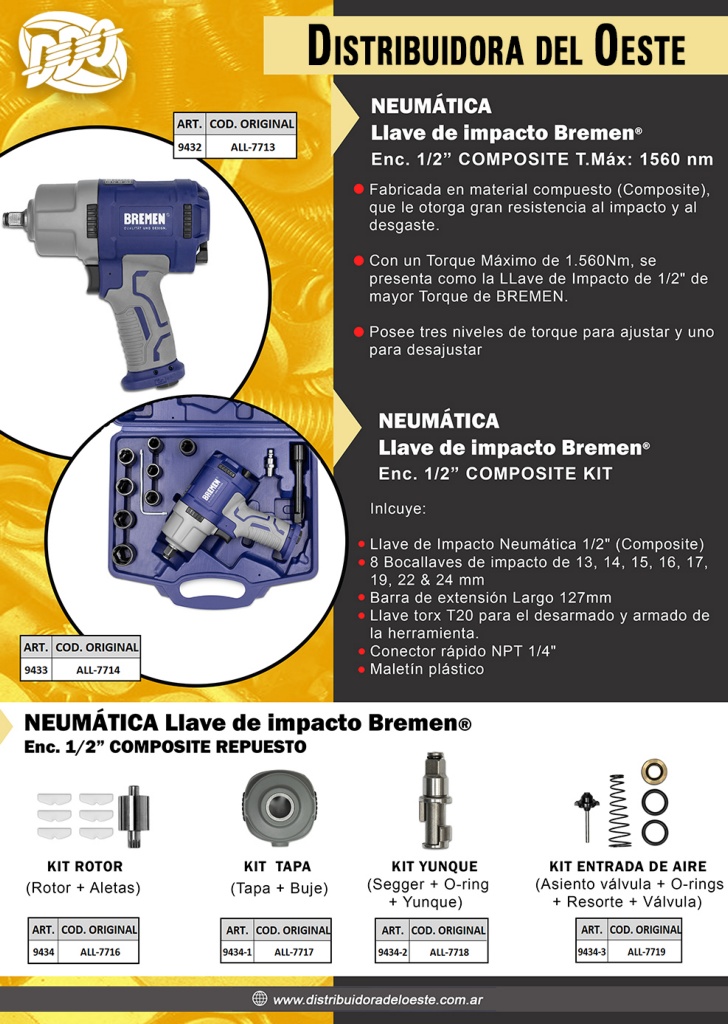 DDO
DISTRIBUIDORA DEL OESTE
NEUMÁTICA
Llave de impacto Bremen®
Enc. 1/2” COMPOSITE T.Máx: 1560 nm
ART. COD. ORIGINAL
9432 ALL-7713
BREMEN
Fabricada en material compuesto (Composite),
que le otorga gran resistencia al impacto y al
desgaste.
Con un Torque Máximo de 1.560Nm, se
presenta como la LLave de Impacto de 1/2" de
mayor Torque de BREMEN.
Posee tres niveles de torque para ajustar y uno
para desajustar
NEUMÁTICA
Llave de impacto Bremen®
Enc. 1/2” COMPOSITE KIT
BREMEN
Inlcuye:
Llave de Impacto Neumática 1/2" (Composite)
8 Bocallaves de impacto de 13, 14, 15, 16, 17,
19, 22 & 24 mm
Barra de extensión Largo 127mm
Llave torx T20 para el desarmado y armado de
la herramienta.
Conector rápido NPT 1/4"
Maletín plástico
ART. COD. ORIGINAL
9433 ALL-7714
NEUMÁTICA Llave de impacto Bremen®
Enc. 1/2” COMPOSITE REPUESTO
KIT ROTOR
(Rotor + Aletas)
ART. COD. ORIGINAL
9434 ALL-7716
KIT TAPA
(Tapa + Buje)
ART. COD. ORIGINAL
9434-1 ALL-7717
KIT YUNQUE
(Segger + O-ring
+ Yunque)
ART. COD. ORIGINAL
9434-2 ALL-7718
KIT ENTRADA DE AIRE
(Asiento válvula + O-rings
+ Resorte + Válvula)
ART. COD. ORIGINAL
9434-3 ALL-7719
www.distribuidoradeloeste.com.ar